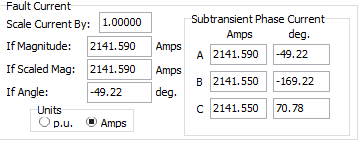 Fault Current
Scale Current By: 1.00000
If Magnitude: 2141.590 Amps
If Scaled Mag: 2141.590 Amps
If Angle: -49.22 deg.
Units
p.u. Amps
Subtransient Phase Current
Amps deg.
A 2141.590 -49.22
B 2141.550 -169.22
C 2141.550 70.78